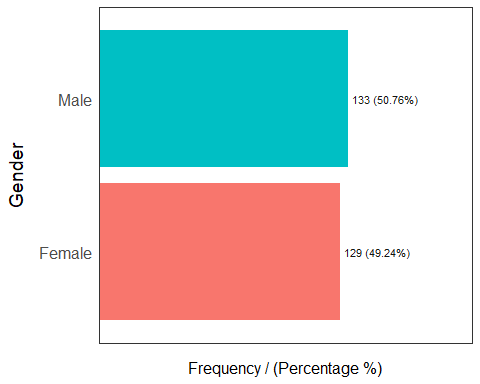 Gender
Male
133 (50.76%)
Female
129 (49.24%)
Frequency / (Percentage %)